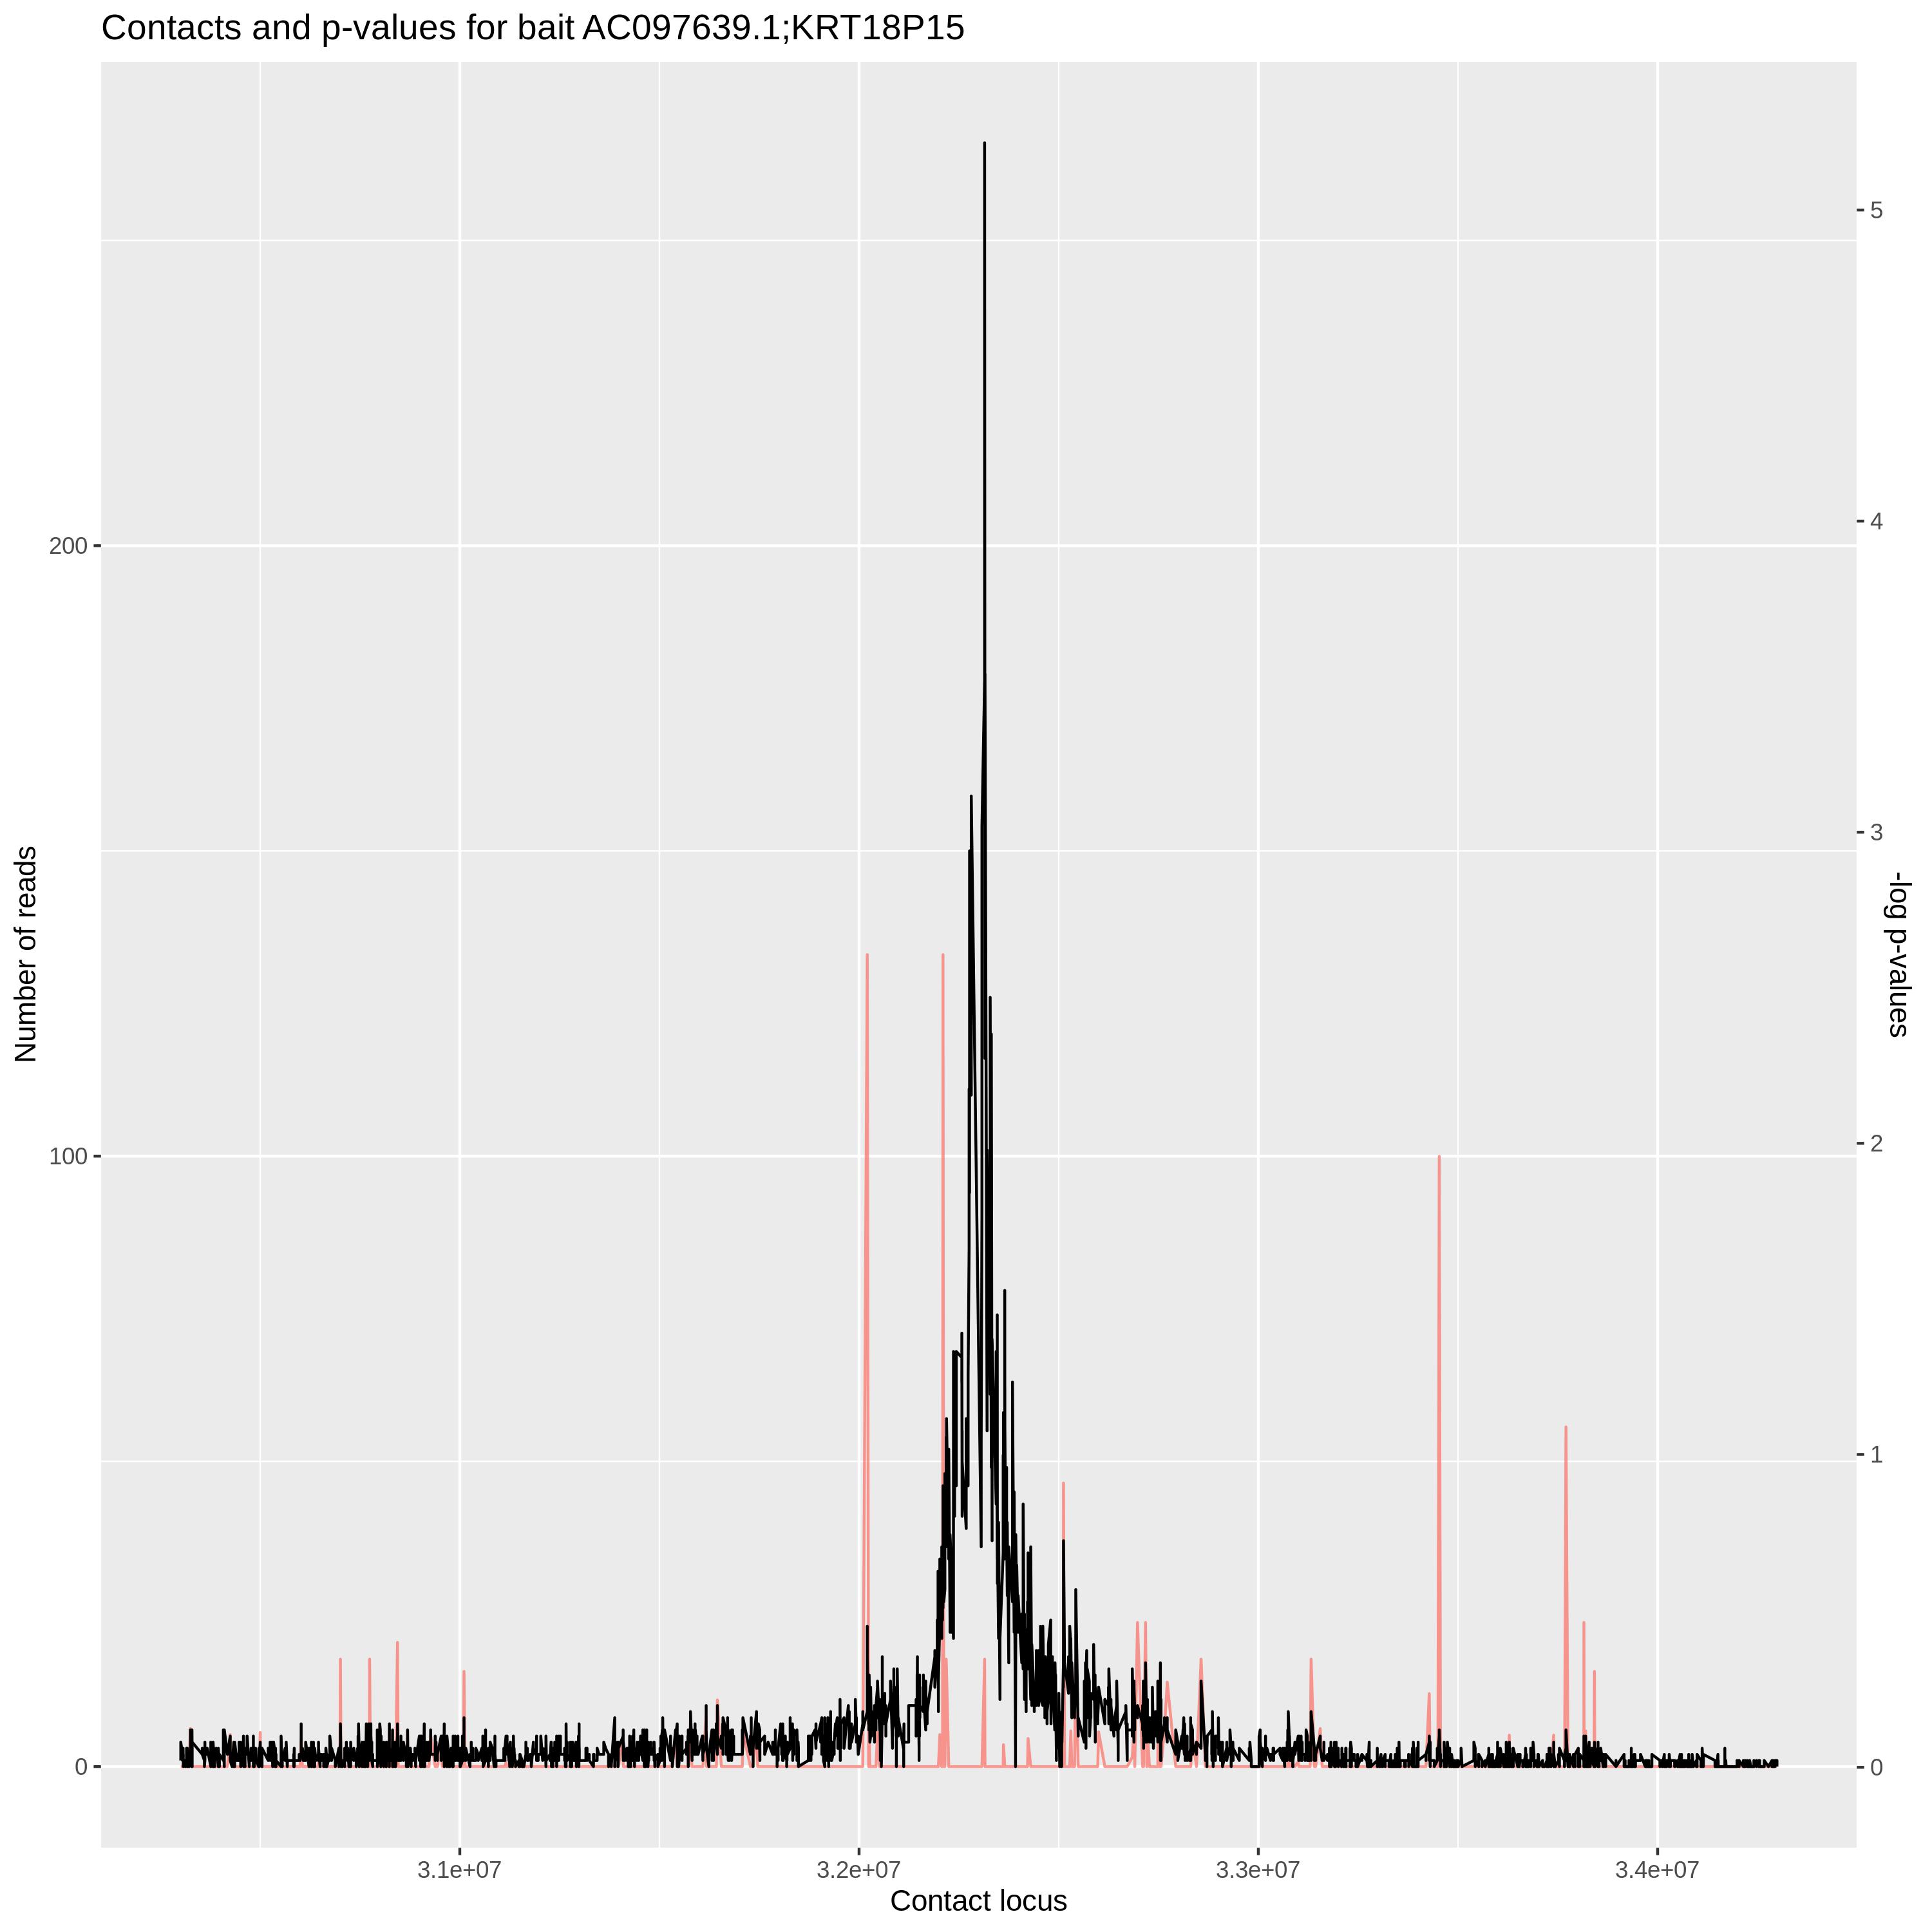 Contacts and p-values for bait AC097639.1;KRT18P15
Number of reads
200
100
0
5
4
3
2
1
0
-log p-values
3.1e+07
3.2e+07
3.3e+07
3.4e+07
Contact locus